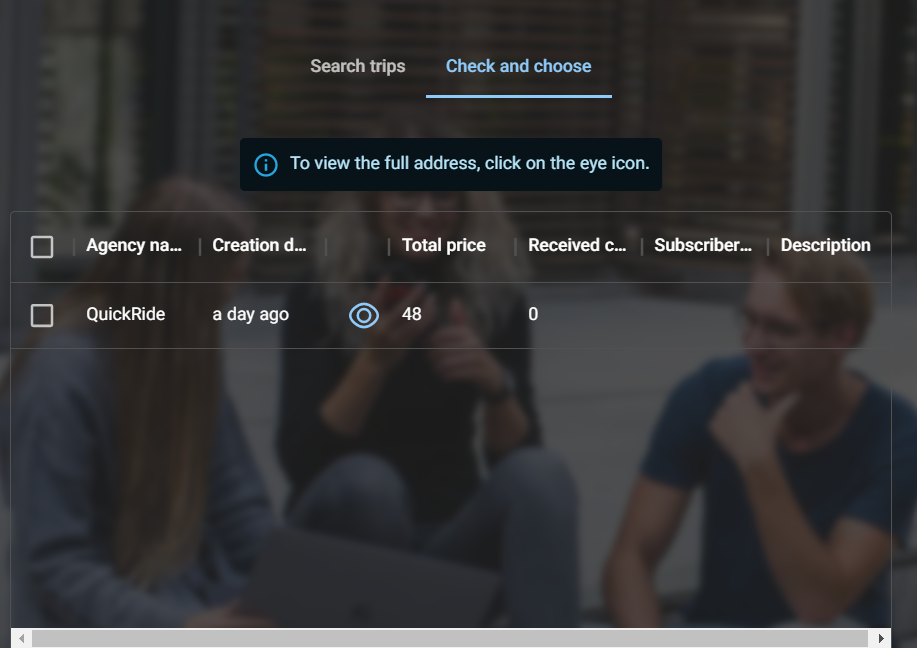 Search trips Check and choose
To view the full address, click on the eye icon.
Agency na... Creation d... Total price Received c... Subscriber... Description
QuickRide a day ago 48 0